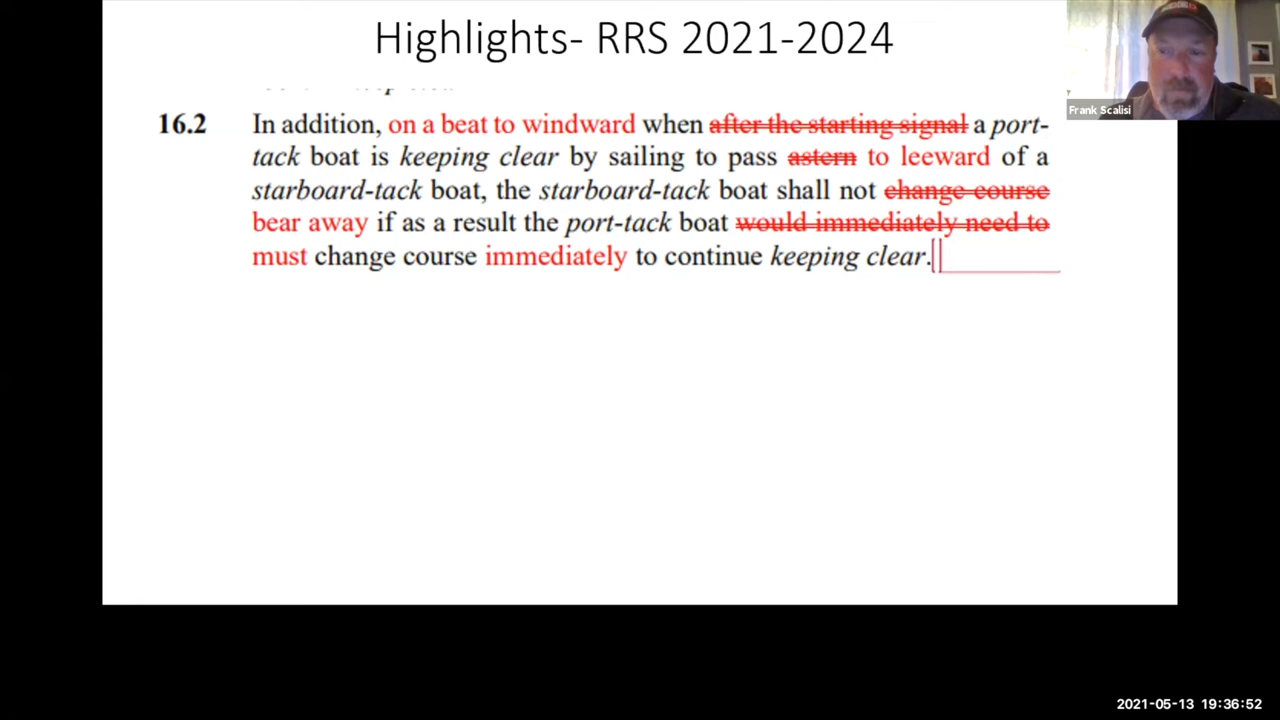 Highlights- RRS 2021-2024
Frank Scalisi
16.2 In addition, on a beat to windward when after the starting signal a port-
tack boat is keeping clear by sailing to pass astern to leeward of a
starboard-tack boat, the starboard-tack boat shall not change course
bear away if as a result the port-tack boat would immediately need to
must change course immediately to continue keeping clear.
2021-05-13 19:36:52